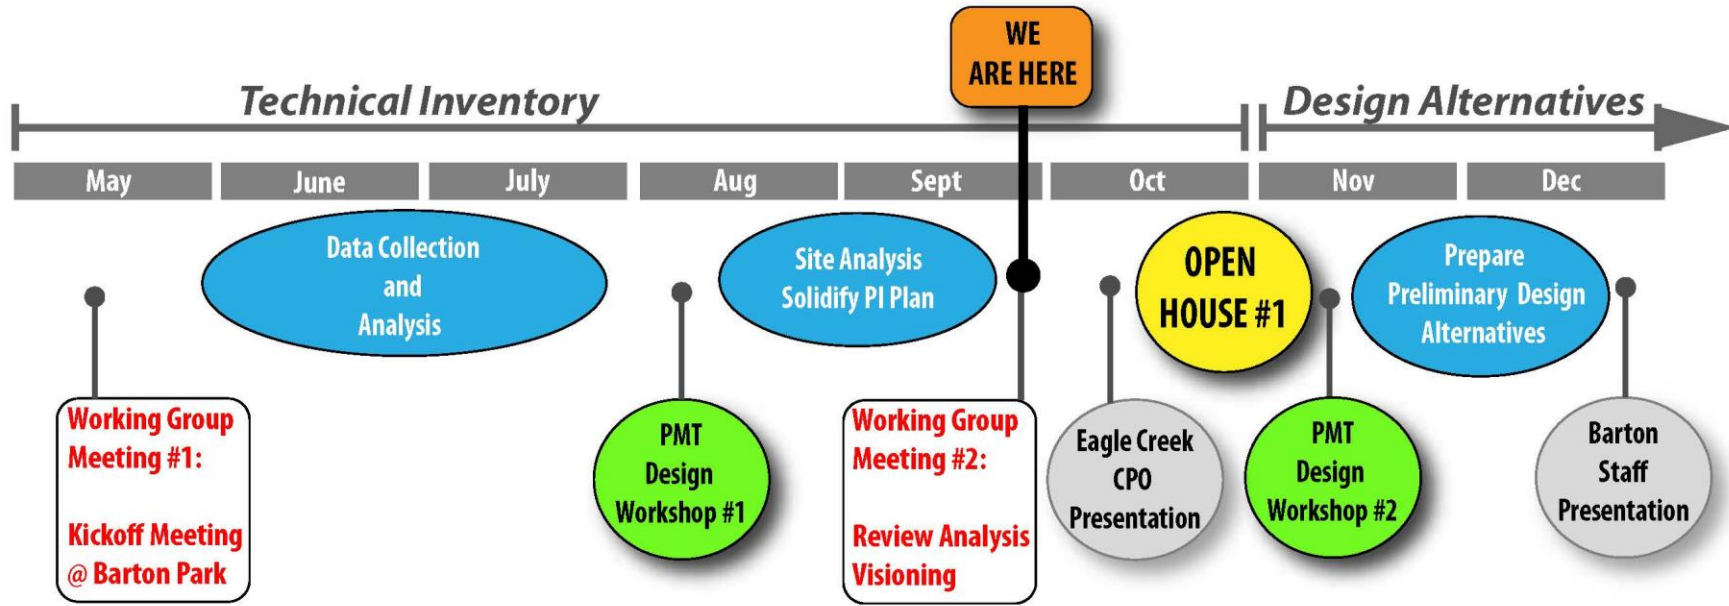 WE
ARE HERE
Technical Inventory
Design Alternatives
May
June
July
Aug
Sept
Oct
Nov
Dec
Data Collection
and
Analysis
Site Analysis
Solidify PI Plan
OPEN
HOUSE #1
Prepare
Preliminary Design
Alternatives
Working Group
Meeting #1:
Kickoff Meeting
@ Barton Park
PMT
Design
Workshop #1
Working Group
Meeting #2:
Review Analysis
Visioning
Eagle Creek
CPO
Presentation
PMT
Design
Workshop #2
Barton
Staff
Presentation